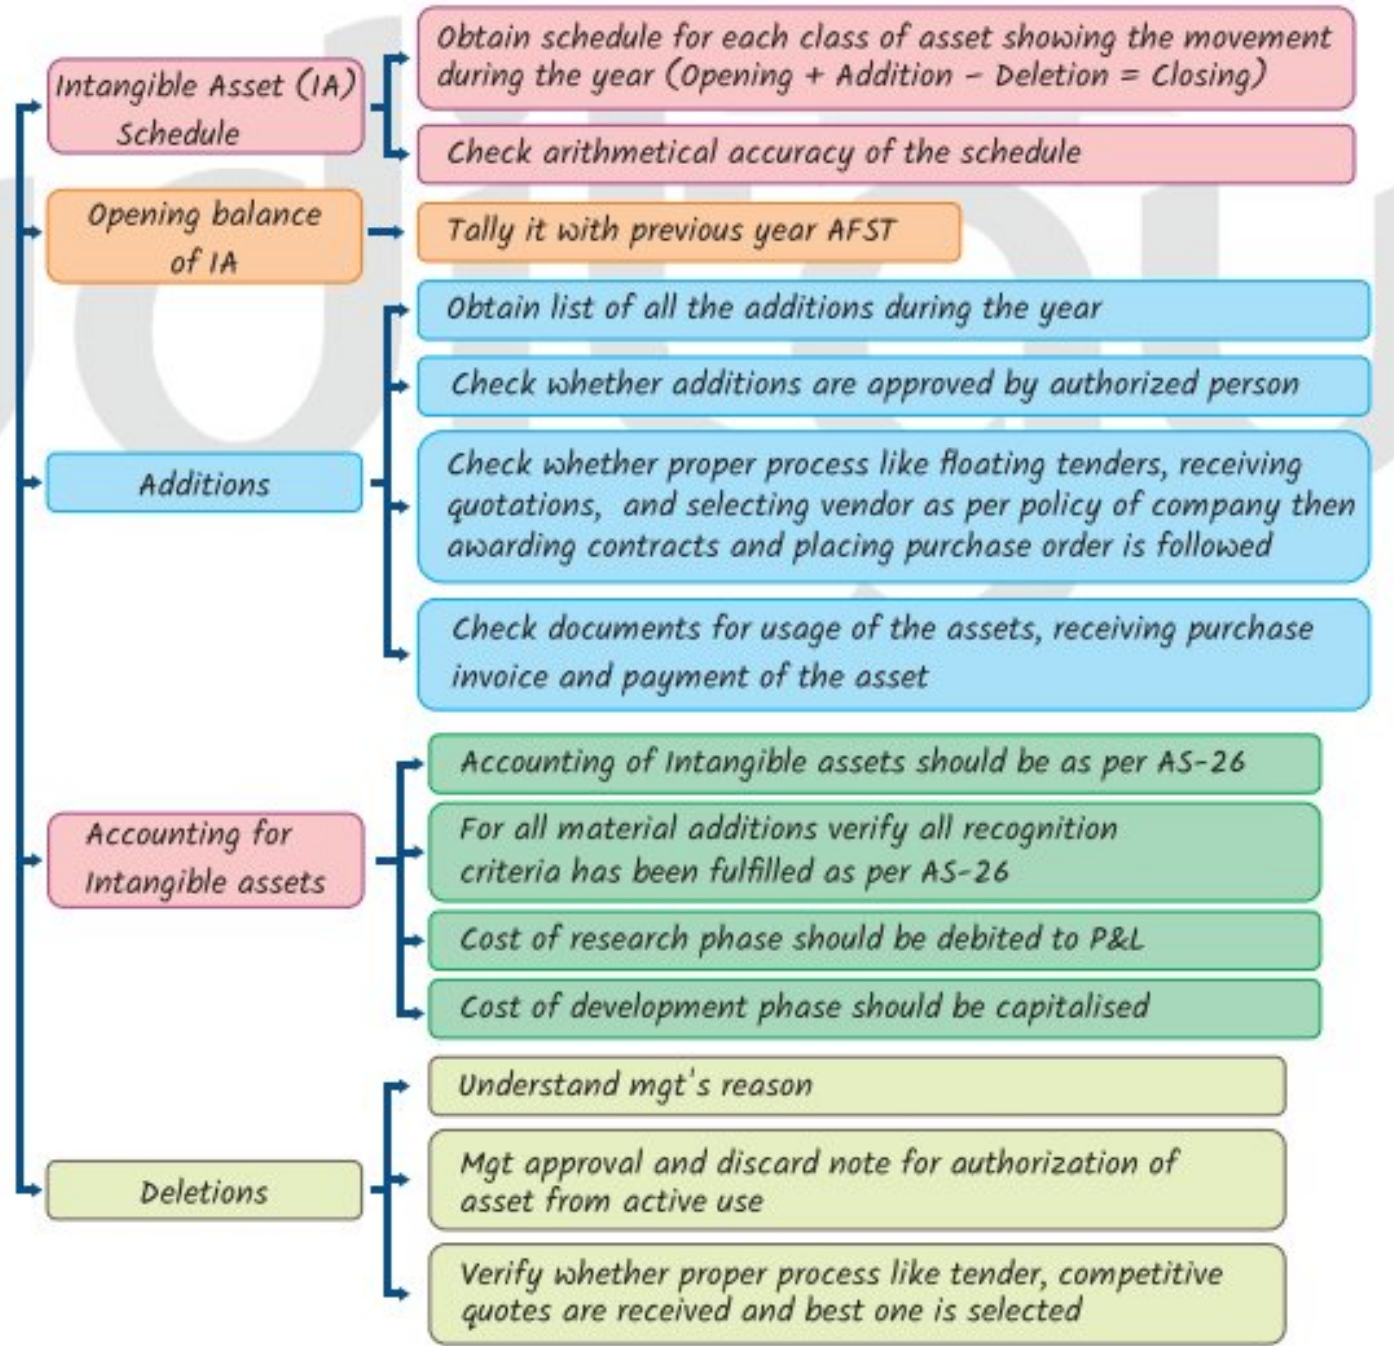 Intangible Asset (IA)
Schedule
Obtain schedule for each class of asset showing the movement
during the year (Opening + Addition - Deletion = Closing)
Check arithmetical accuracy of the schedule
Opening balance
of IA
Tally it with previous year AFST
Additions
Obtain list of all the additions during the year
Check whether additions are approved by authorized person
Check whether proper process like floating tenders, receiving
quotations, and selecting vendor as per policy of company then
awarding contracts and placing purchase order is followed
Check documents for usage of the assets, receiving purchase
invoice and payment of the asset
Accounting for
Intangible assets
Accounting of Intangible assets should be as per AS-26
For all material additions verify all recognition
criteria has been fulfilled as per AS-26
Cost of research phase should be debited to P&L
Cost of development phase should be capitalised
Deletions
Understand mgt's reason
Mgt approval and discard note for authorization of
asset from active use
Verify whether proper process like tender, competitive
quotes are received and best one is selected